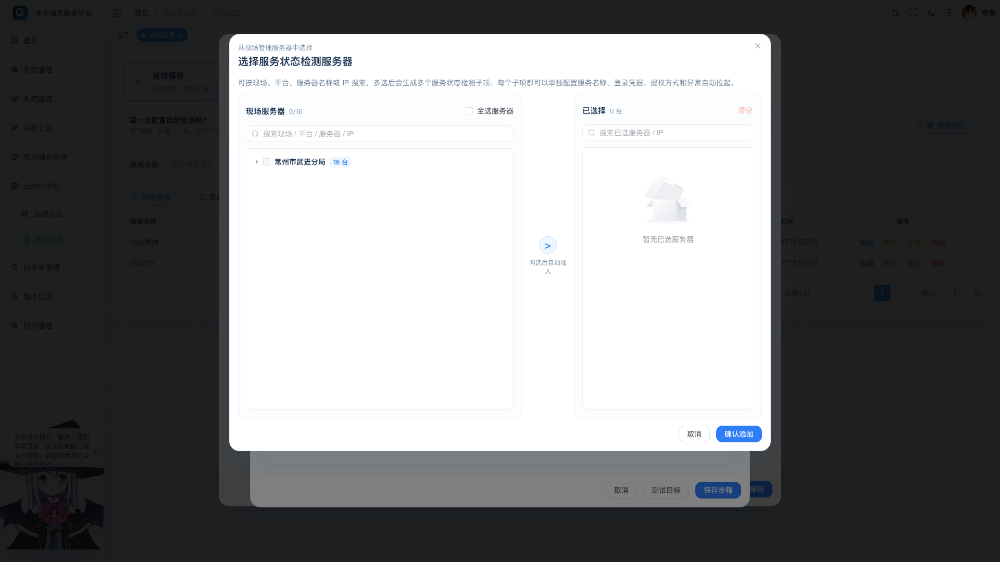 华东信息融合平台
首页 / 自动化巡检 / 巡检配置
管家
首页
巡检配置
首页
系统管理
系统监控
系统工具
现场融合管理
自动化巡检
巡检总览
巡检配置
白名单管理
版本记录
现场管理
1
巡检模板
添加步骤、选择工具、
第一次配置自动化巡检?
按"模板、步骤、计划、记录"的
操作指引
模板名称 搜索模板名称
新增模板
模板名称
时间 操作
测试模版
T15:05:56 编辑 执行 复制 删除
测试261
7T12:56:08 编辑 执行 复制 删除
10条/页 1 前往 1 页
从现场管理服务器中选择
选择服务状态检测服务器
可按现场、平台、服务器名称或 IP 搜索，多选后会生成多个服务状态检测子项；每个子项都可以单独配置服务名称、登录凭据、提权方式和异常自动拉起。
现场服务器 0/16 全选服务器
搜索现场 / 平台 / 服务器 / IP
常州市武进分局 16 台
>
勾选后自动加
入
已选择 0 台 清空
搜索已选服务器 / IP
暂无已选服务器
取消 确认添加
取消 测试目标 保存步骤
模板
平台操作指引：管家，遇到
异常页面，优先检查接口请
求和权限，再回到版本记录
确认最近改动